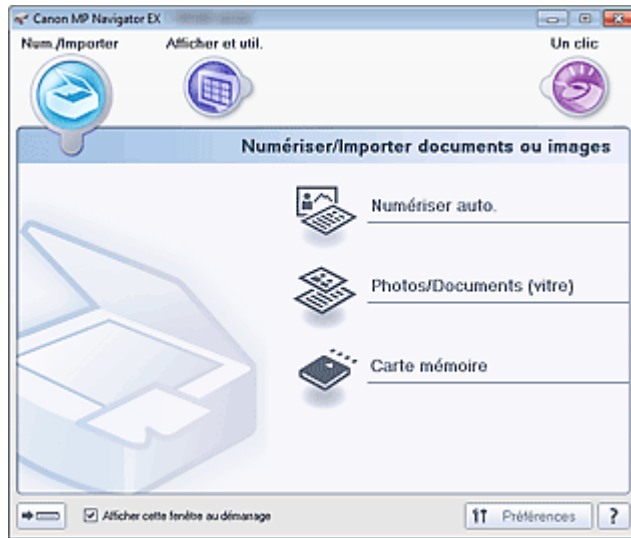 Canon MP Navigator EX
Num./Importer
Afficher et util.
Un clic
Numériser/Importer documents ou images
Numériser auto.
Photos/Documents (vitre)
Carte mémoire
Afficher cette fenêtre au démarrage
Préférences
?